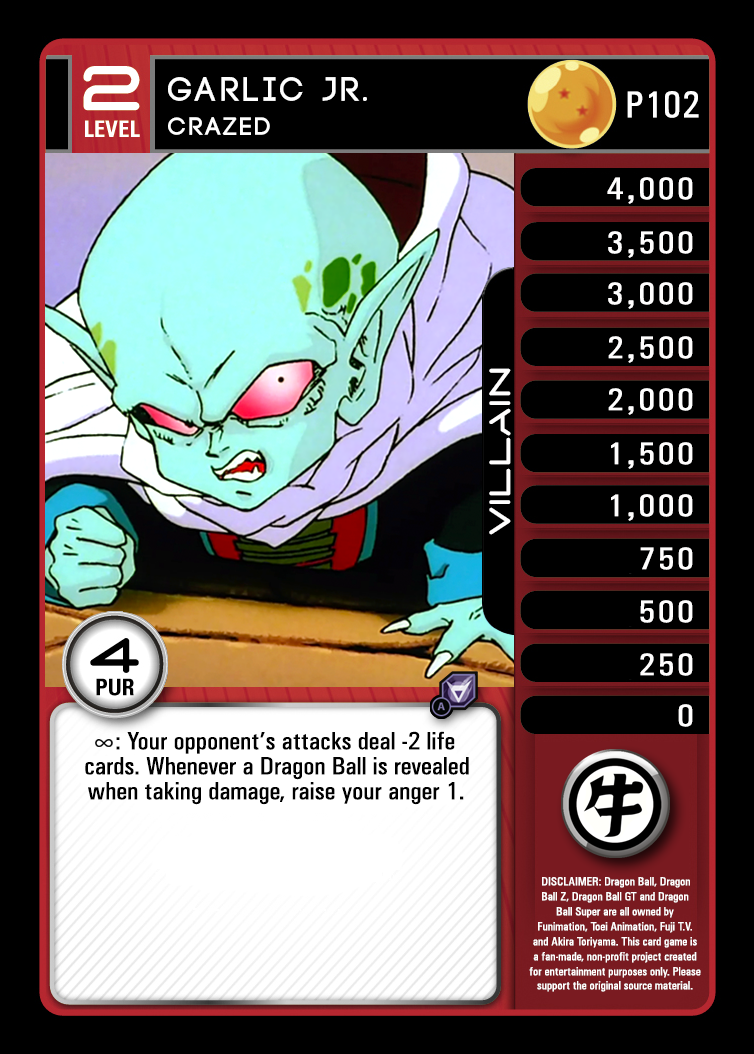 2
LEVEL
GARLIC JR.
CRAZED
P102
4,000
3,500
3,000
2,500
2,000
1,500
1,000
750
500
250
0
VILLAIN
4
PUR
A
∞: Your opponent's attacks deal -2 life
cards. Whenever a Dragon Ball is revealed
when taking damage, raise your anger 1.
牛
DISCLAIMER: Dragon Ball, Dragon
Ball Z, Dragon Ball GT and Dragon
Ball Super are all owned by
Funimation, Toei Animation, Fuji T.V.
and Akira Toriyama. This card game is
a fan-made, non-profit project created
for entertainment purposes only. Please
support the original source material.